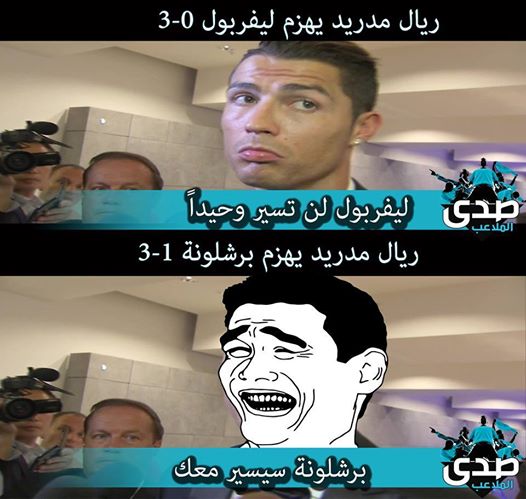 ريال مدريد يهزم ليفربول 0-3
ليفربول لن تسير وحيداً
صدى
الملاعب
ريال مدريد يهزم برشلونة 1-3
برشلونة سيسير معك
صدى
الملاعب